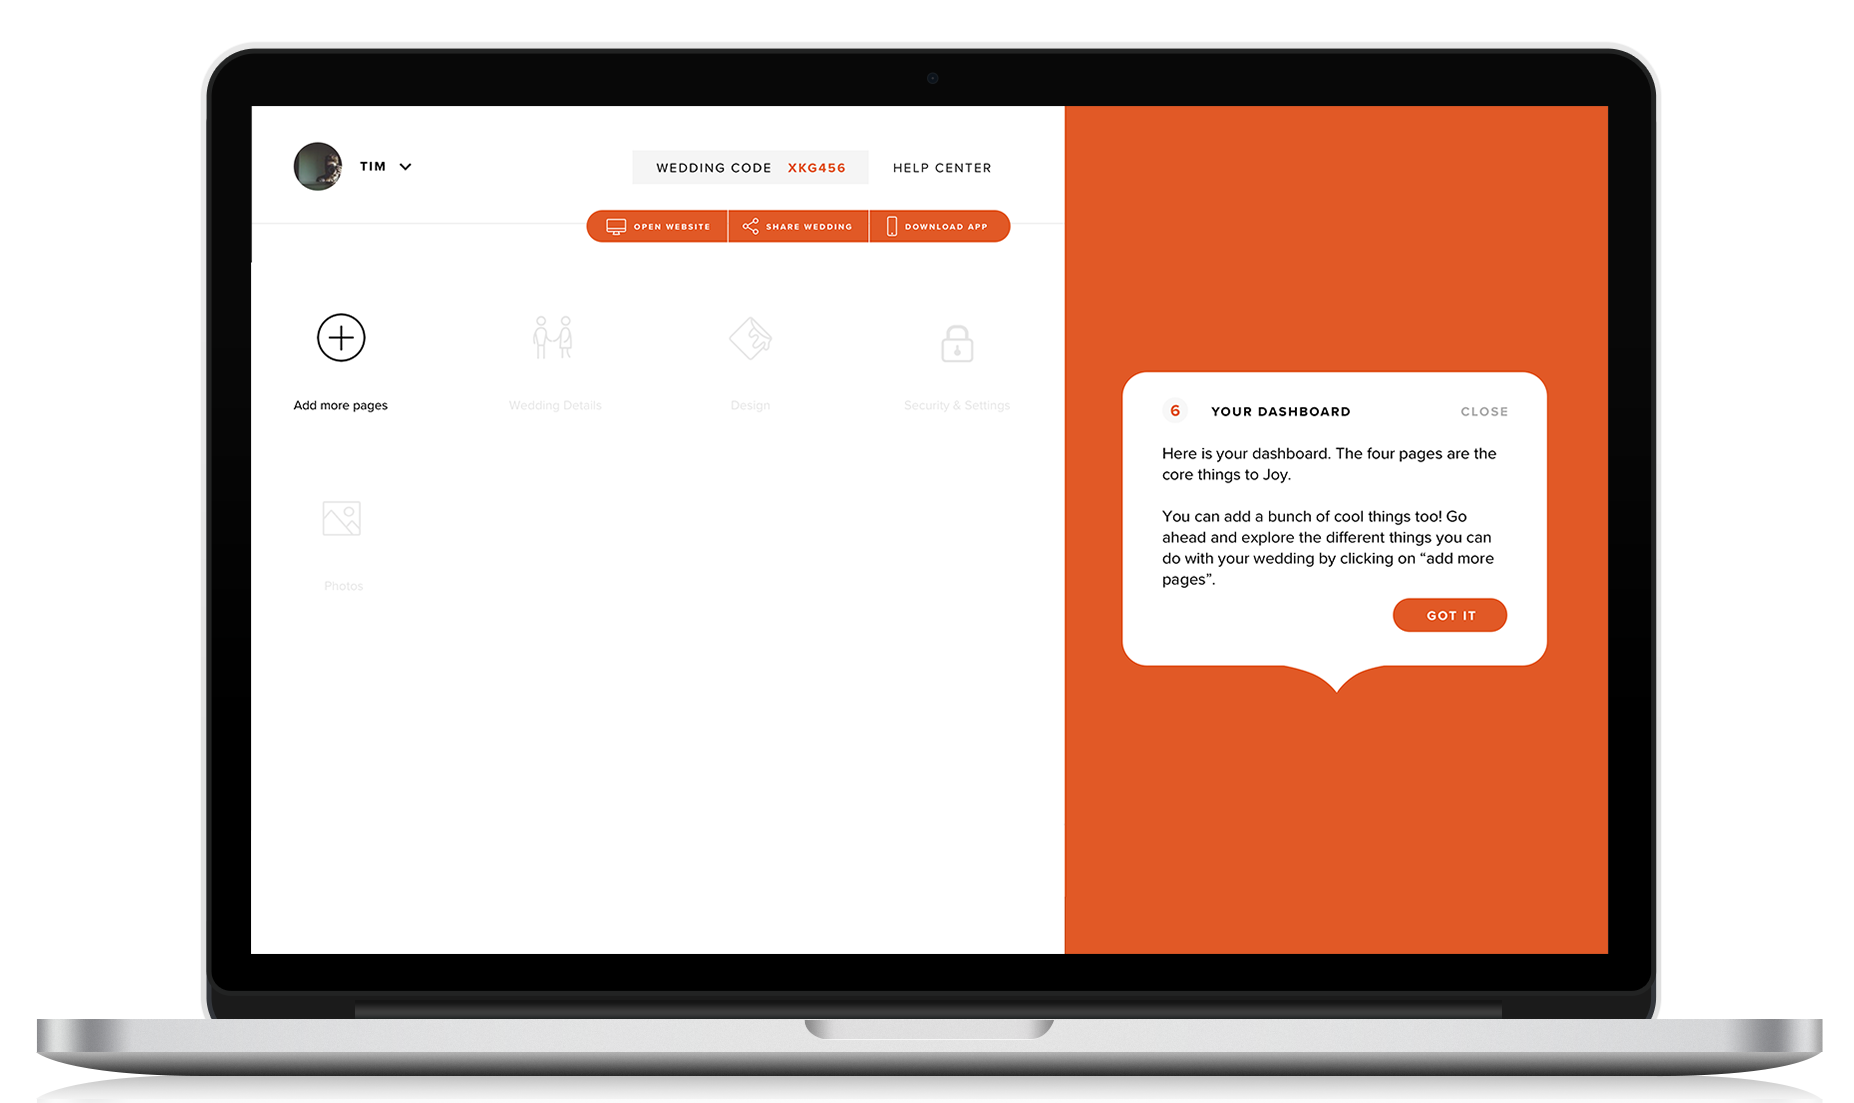 TIM
WEDDING CODE XKG456
HELP CENTER
OPEN WEBSITE
SHARE WEDDING
DOWNLOAD APP
Add more pages
Wedding Details
Design
Security & Settings
Photos
6 YOUR DASHBOARD
CLOSE
Here is your dashboard. The four pages are the
core things to Joy.
You can add a bunch of cool things too! Go
ahead and explore the different things you can
do with your wedding by clicking on “add more
pages”.
GOT IT